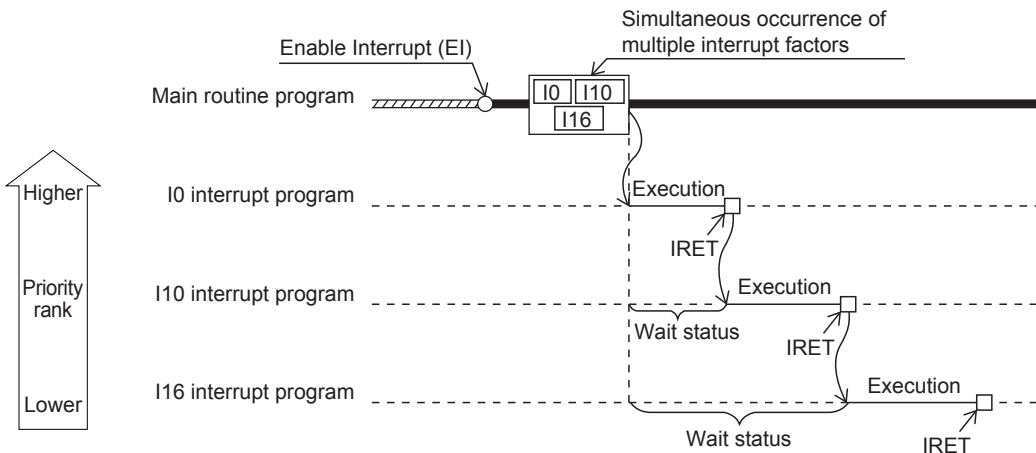 Simultaneous occurrence of
multiple interrupt factors
Enable Interrupt (EI)
Main routine program
I0
I10
I16
Higher
I0 interrupt program
Execution
IRET
Priority
rank
I10 interrupt program
Execution
Wait status
IRET
Lower
I16 interrupt program
Execution
Wait status
IRET